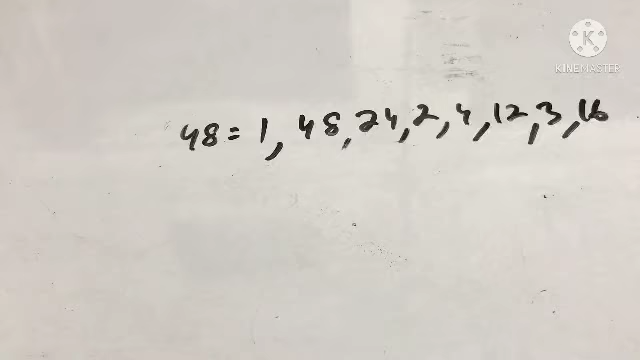 KINEMASTER
48 = 1, 48, 24, 2, 4, 12, 3, 16